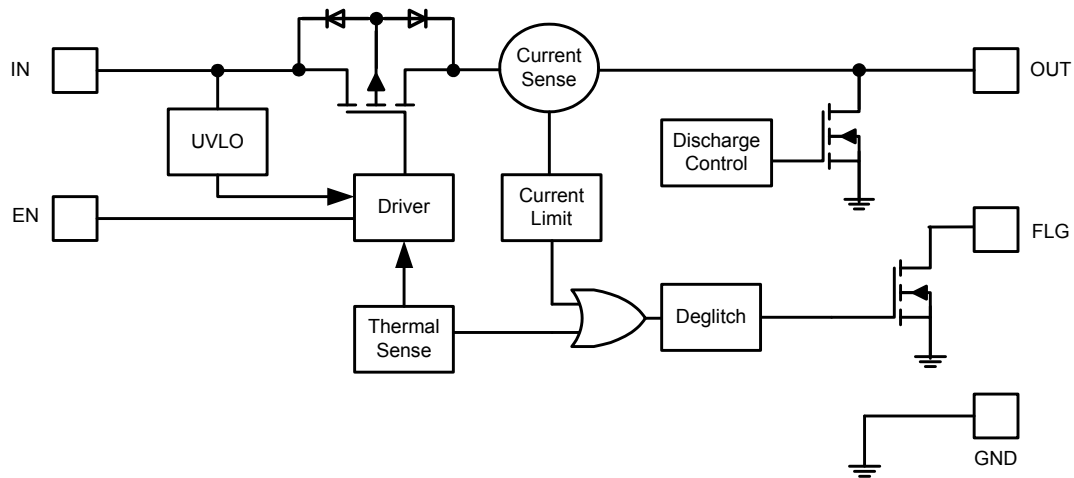 IN
Current
Sense
OUT
UVLO
Discharge
Control
EN
Driver
Current
Limit
FLG
Thermal
Sense
Deglitch
GND